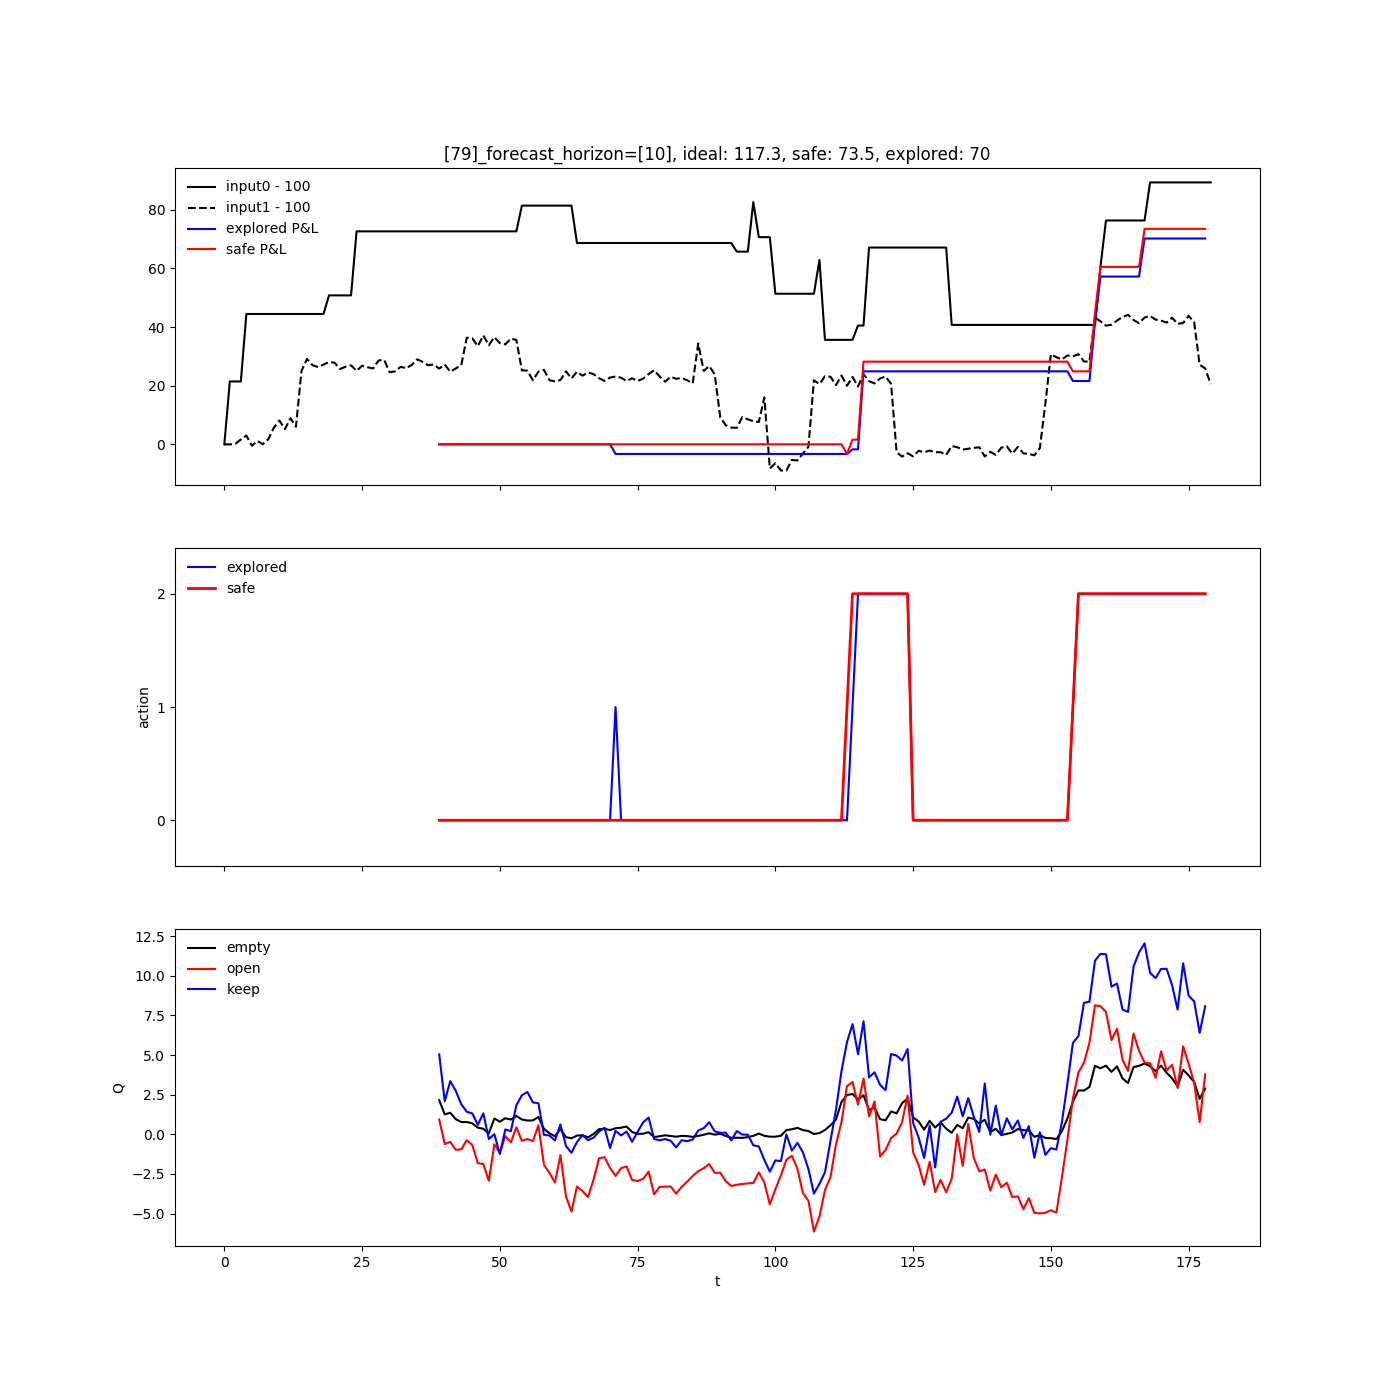 [79]_forecast_horizon=[10], ideal: 117.3, safe: 73.5, explored: 70
input0 - 100
input1 - 100
explored P&L
safe P&L
80
60
40
20
0
explored
safe
2
1
0
action
empty
open
keep
12.5
10.0
7.5
5.0
2.5
0.0
−2.5
−5.0
Q
0 25 50 75 100 125 150 175
t